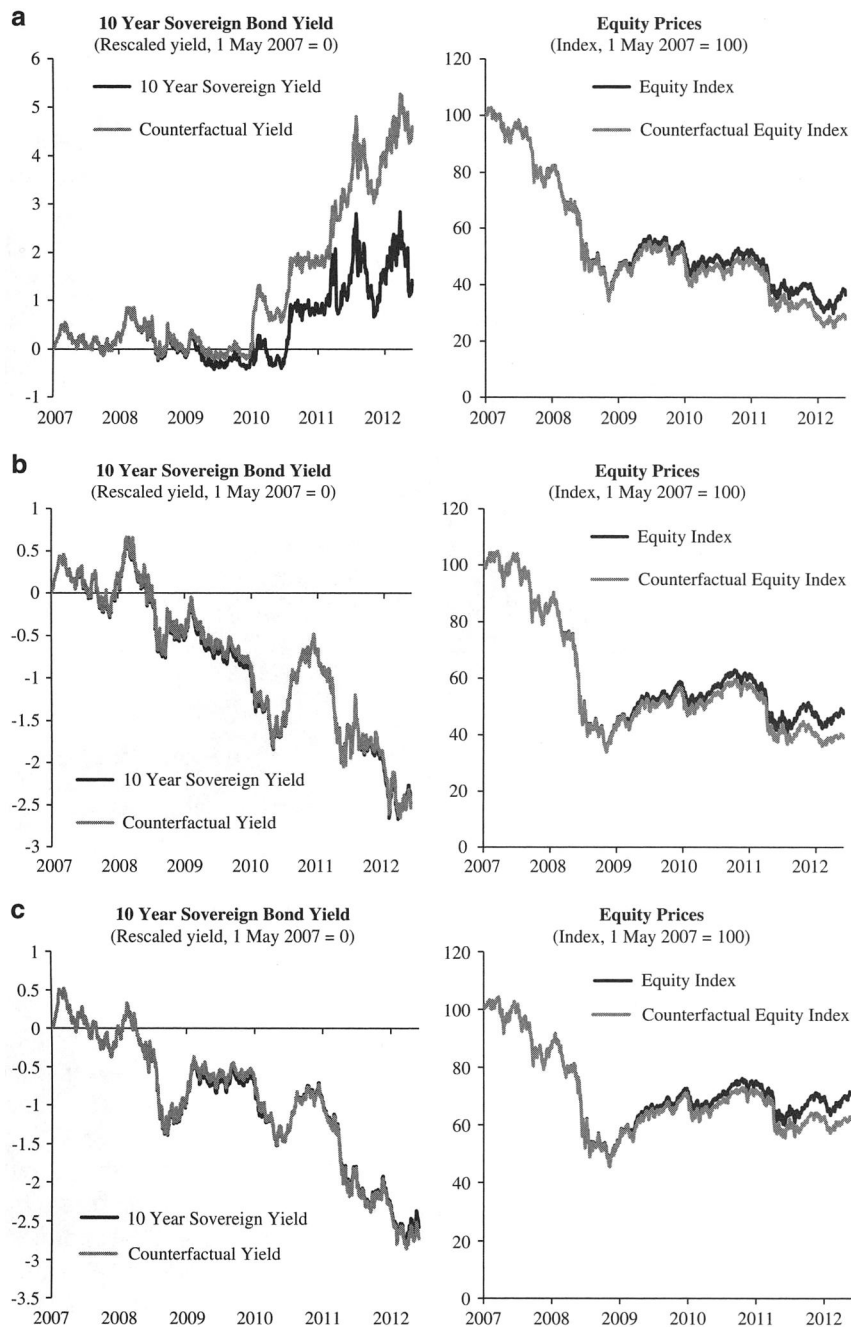 a
10 Year Sovereign Bond Yield
(Rescaled yield, 1 May 2007 = 0)
6
5
4
3
2
1
0
-1
10 Year Sovereign Yield
Counterfactual Yield
2007 2008 2009 2010 2011 2012
Equity Prices
(Index, 1 May 2007 = 100)
120
100
80
60
40
20
0
Equity Index
Counterfactual Equity Index
2007 2008 2009 2010 2011 2012
b
10 Year Sovereign Bond Yield
(Rescaled yield, 1 May 2007 = 0)
1
0.5
0
-0.5
-1
-1.5
-2
-2.5
-3
10 Year Sovereign Yield
Counterfactual Yield
2007 2008 2009 2010 2011 2012
Equity Prices
(Index, 1 May 2007 = 100)
120
100
80
60
40
20
0
Equity Index
Counterfactual Equity Index
2007 2008 2009 2010 2011 2012
c
10 Year Sovereign Bond Yield
(Rescaled yield, 1 May 2007 = 0)
1
0.5
0
-0.5
-1
-1.5
-2
-2.5
-3
-3.5
10 Year Sovereign Yield
Counterfactual Yield
2007 2008 2009 2010 2011 2012
Equity Prices
(Index, 1 May 2007 = 100)
120
100
80
60
40
20
0
Equity Index
Counterfactual Equity Index
2007 2008 2009 2010 2011 2012